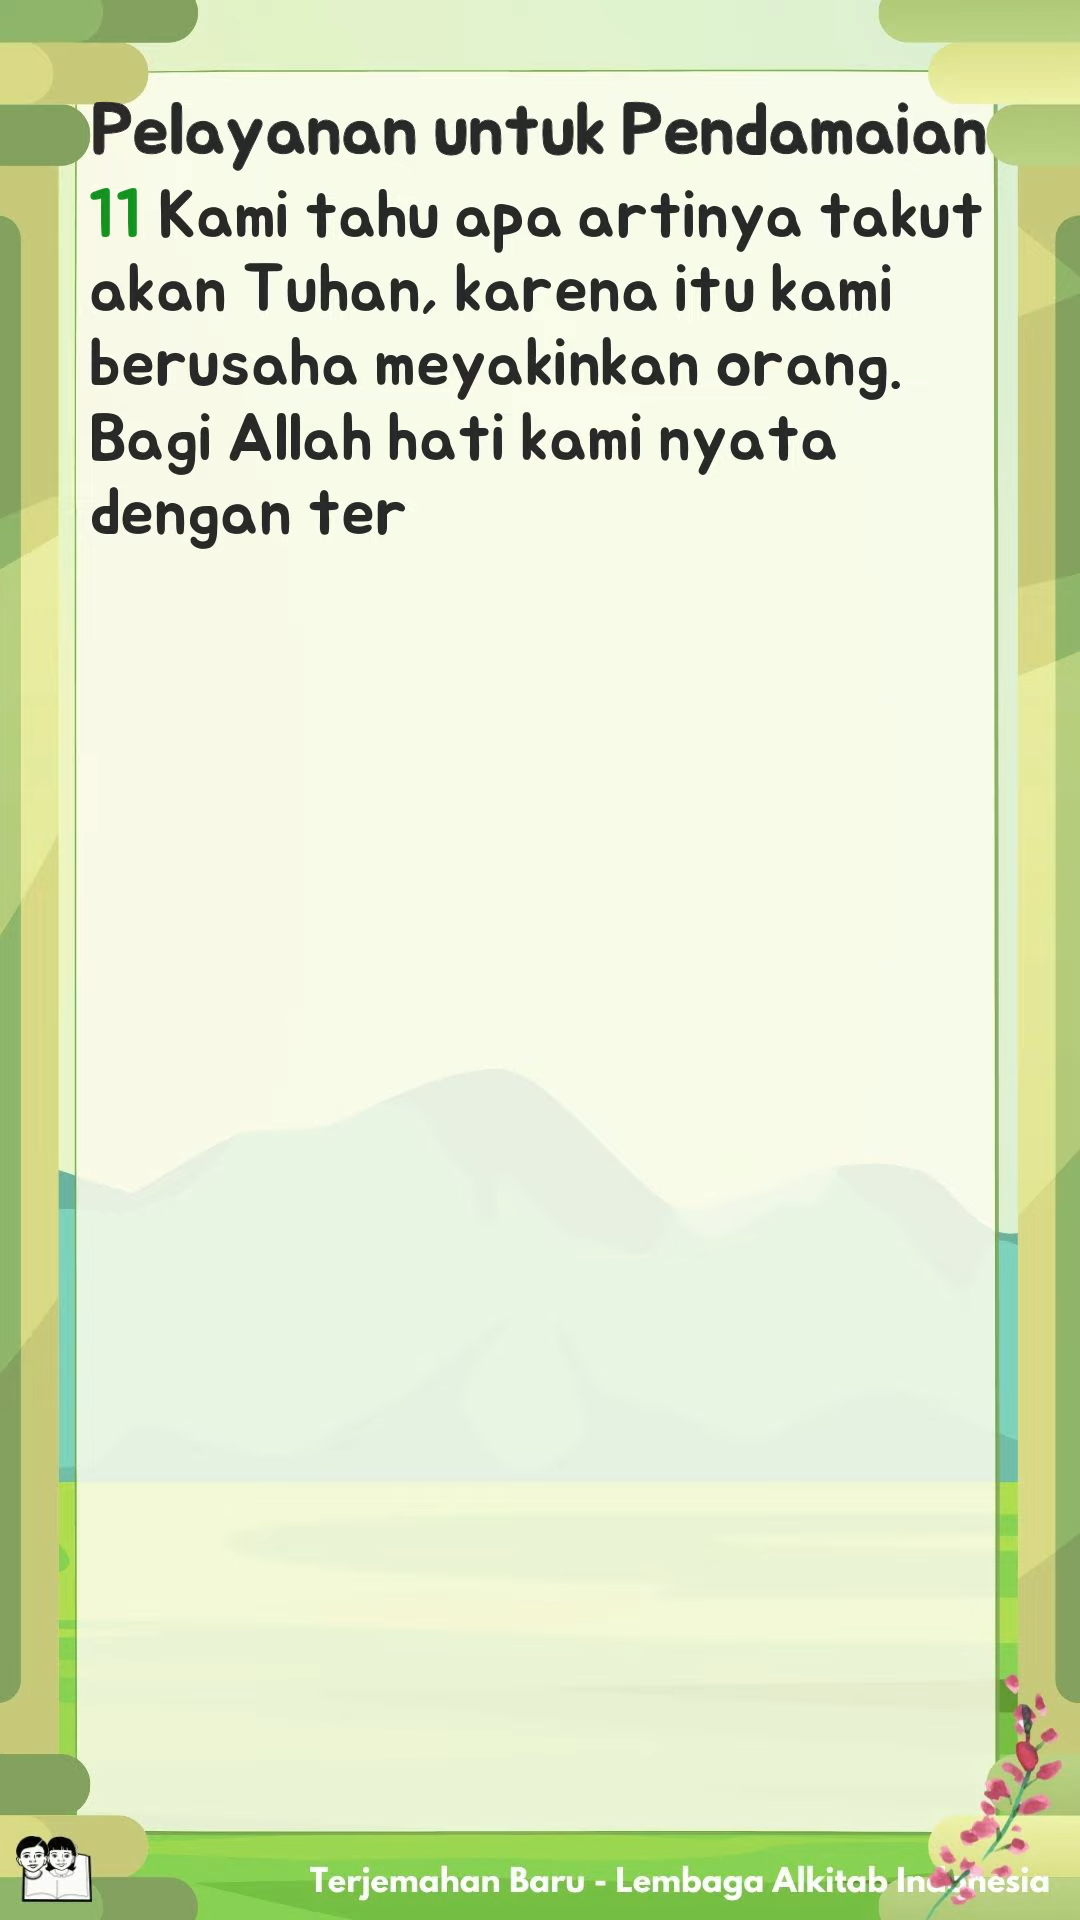 Pelayanan untuk Pendamaian
11 Kami tahu apa artinya takut
akan Tuhan, karena itu kami
berusaha meyakinkan orang.
Bagi Allah hati kami nyata
dengan ter
Terjemahan Baru - Lembaga Alkitab Indonesia